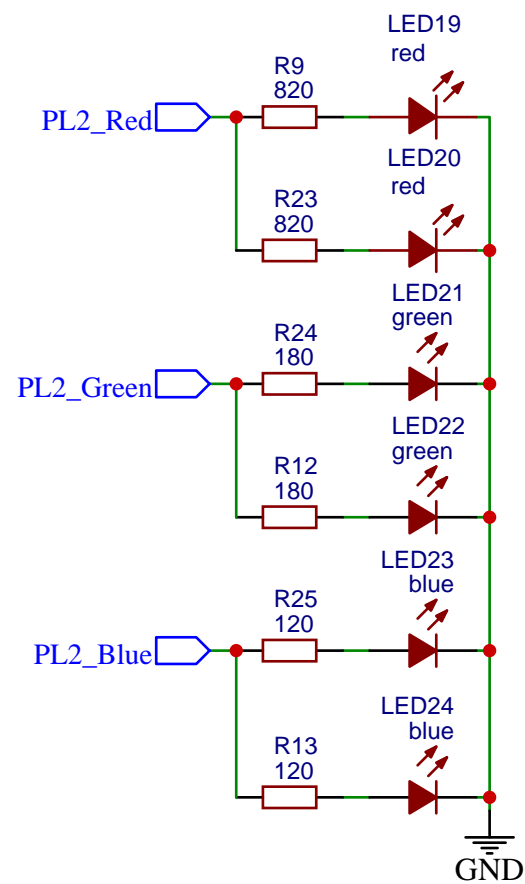 LED19
red
R9
820
PL2_Red
LED20
red
R23
820
LED21
green
R24
180
PL2_Green
LED22
green
R12
180
LED23
blue
R25
120
PL2_Blue
LED24
blue
R13
120
GND